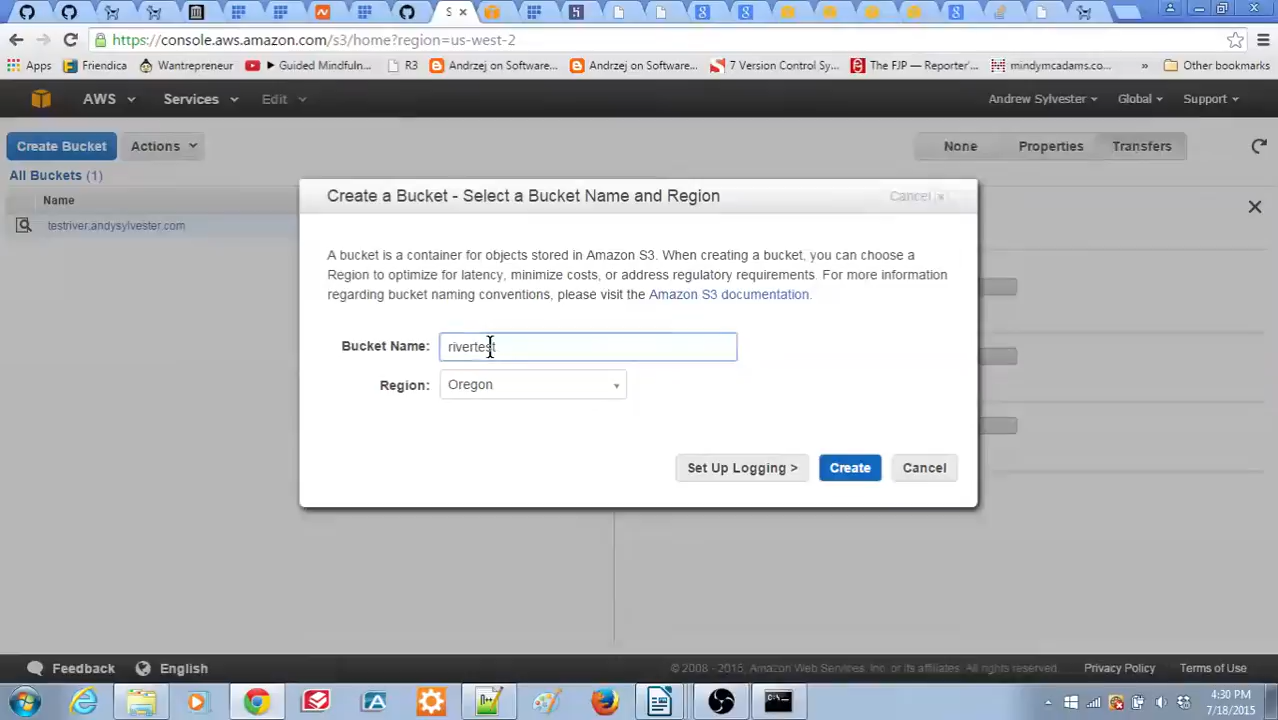 S
https://console.aws.amazon.com/s3/home?region=us-west-2
Apps Friendica Wantrepreneur Guided Mindfuln... R3 Andrzej on Software... Andrzej on Software... 7 Version Control Sy... The FJP — Reporter'... mindymcadams.co... » Other bookmarks
AWS Services Edit Andrew Sylvester Global Support
Create Bucket Actions None Properties Transfers
All Buckets (1)
Name
testriver.andysylvester.com
Create a Bucket - Select a Bucket Name and Region Cancel
A bucket is a container for objects stored in Amazon S3. When creating a bucket, you can choose a
Region to optimize for latency, minimize costs, or address regulatory requirements. For more information
regarding bucket naming conventions, please visit the Amazon S3 documentation.
Bucket Name: rivertest
Region: Oregon
Set Up Logging > Create Cancel
Feedback English © 2008 - 2015, Amazon Web Services, Inc. or its affiliates. All rights reserved. Privacy Policy Terms of Use
4:30 PM
7/18/2015